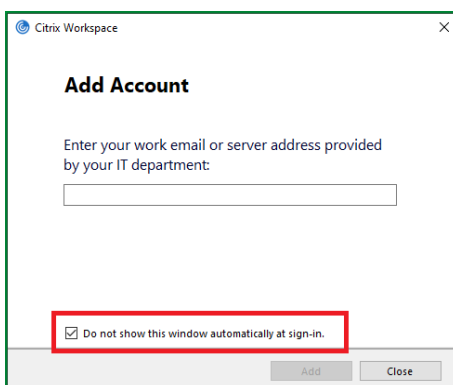 Citrix Workspace
Add Account
Enter your work email or server address provided
by your IT department:
Do not show this window automatically at sign-in.
Add
Close